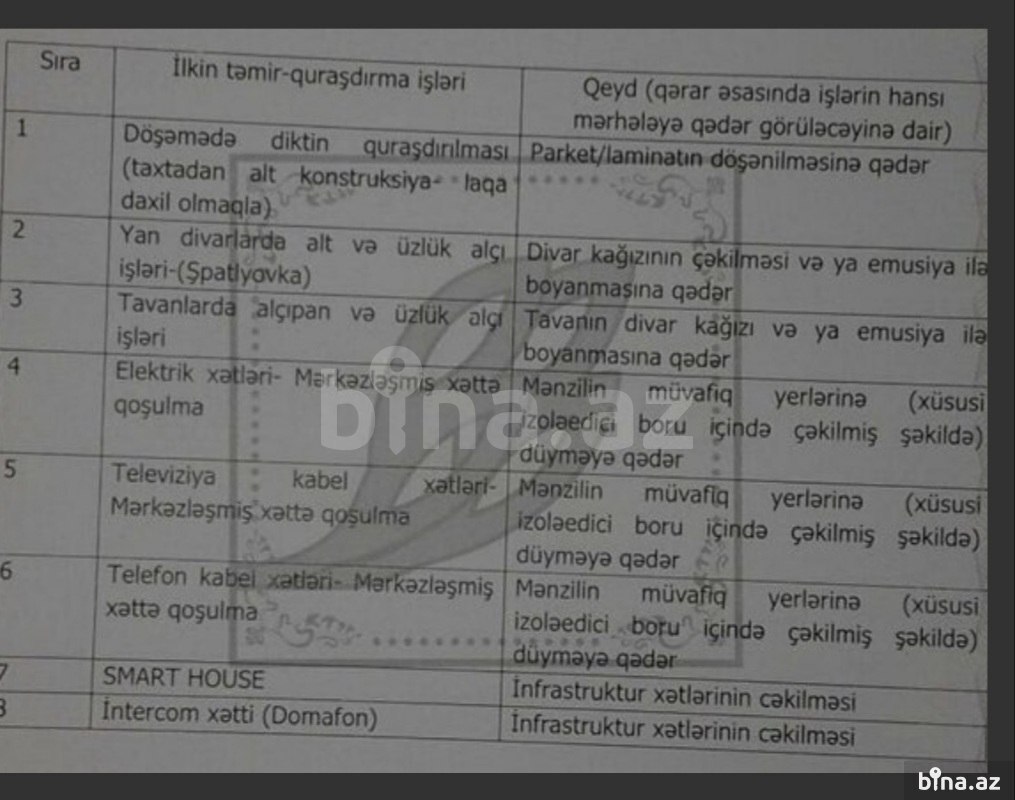 Sıra
İlkin təmir-quraşdırma işləri
Qeyd (qərar əsasında işlərin hansı
mərhələyə qədər görüləcəyinə dair)
1
Döşəmədə diktin quraşdırılması
(taxtadan alt konstruksiya- laqa
daxil olmaqla)
Parket/laminatın döşənilməsinə qədər
2
Yan divarlarda alt və üzlük alçı
işləri-(Şpatlyovka)
Divar kağızının çəkilməsi və ya emusiya ilə
boyanmasına qədər
3
Tavanlarda alçıpan və üzlük alçı
işləri
Tavanın divar kağızı və ya emusiya ilə
boyanmasına qədər
4
Elektrik xətləri- Mərkəzləşmiş xəttə
qoşulma
Mənzilin müvafiq yerlərinə (xüsusi
izoləedici boru içində çəkilmiş şəkildə)
düyməyə qədər
5
Televiziya kabel xətləri-
Mərkəzləşmiş xəttə qoşulma
Mənzilin müvafiq yerlərinə (xüsusi
izoləedici boru içində çəkilmiş şəkildə)
düyməyə qədər
6
Telefon kabel xətləri- Mərkəzləşmiş
xəttə qoşulma
Mənzilin müvafiq yerlərinə (xüsusi
izoləedici boru içində çəkilmiş şəkildə)
düyməyə qədər
7
SMART HOUSE
İnfrastruktur xətlərinin cəkilməsi
8
İntercom xətti (Domafon)
İnfrastruktur xətlərinin cəkilməsi
bina.az
bina.az